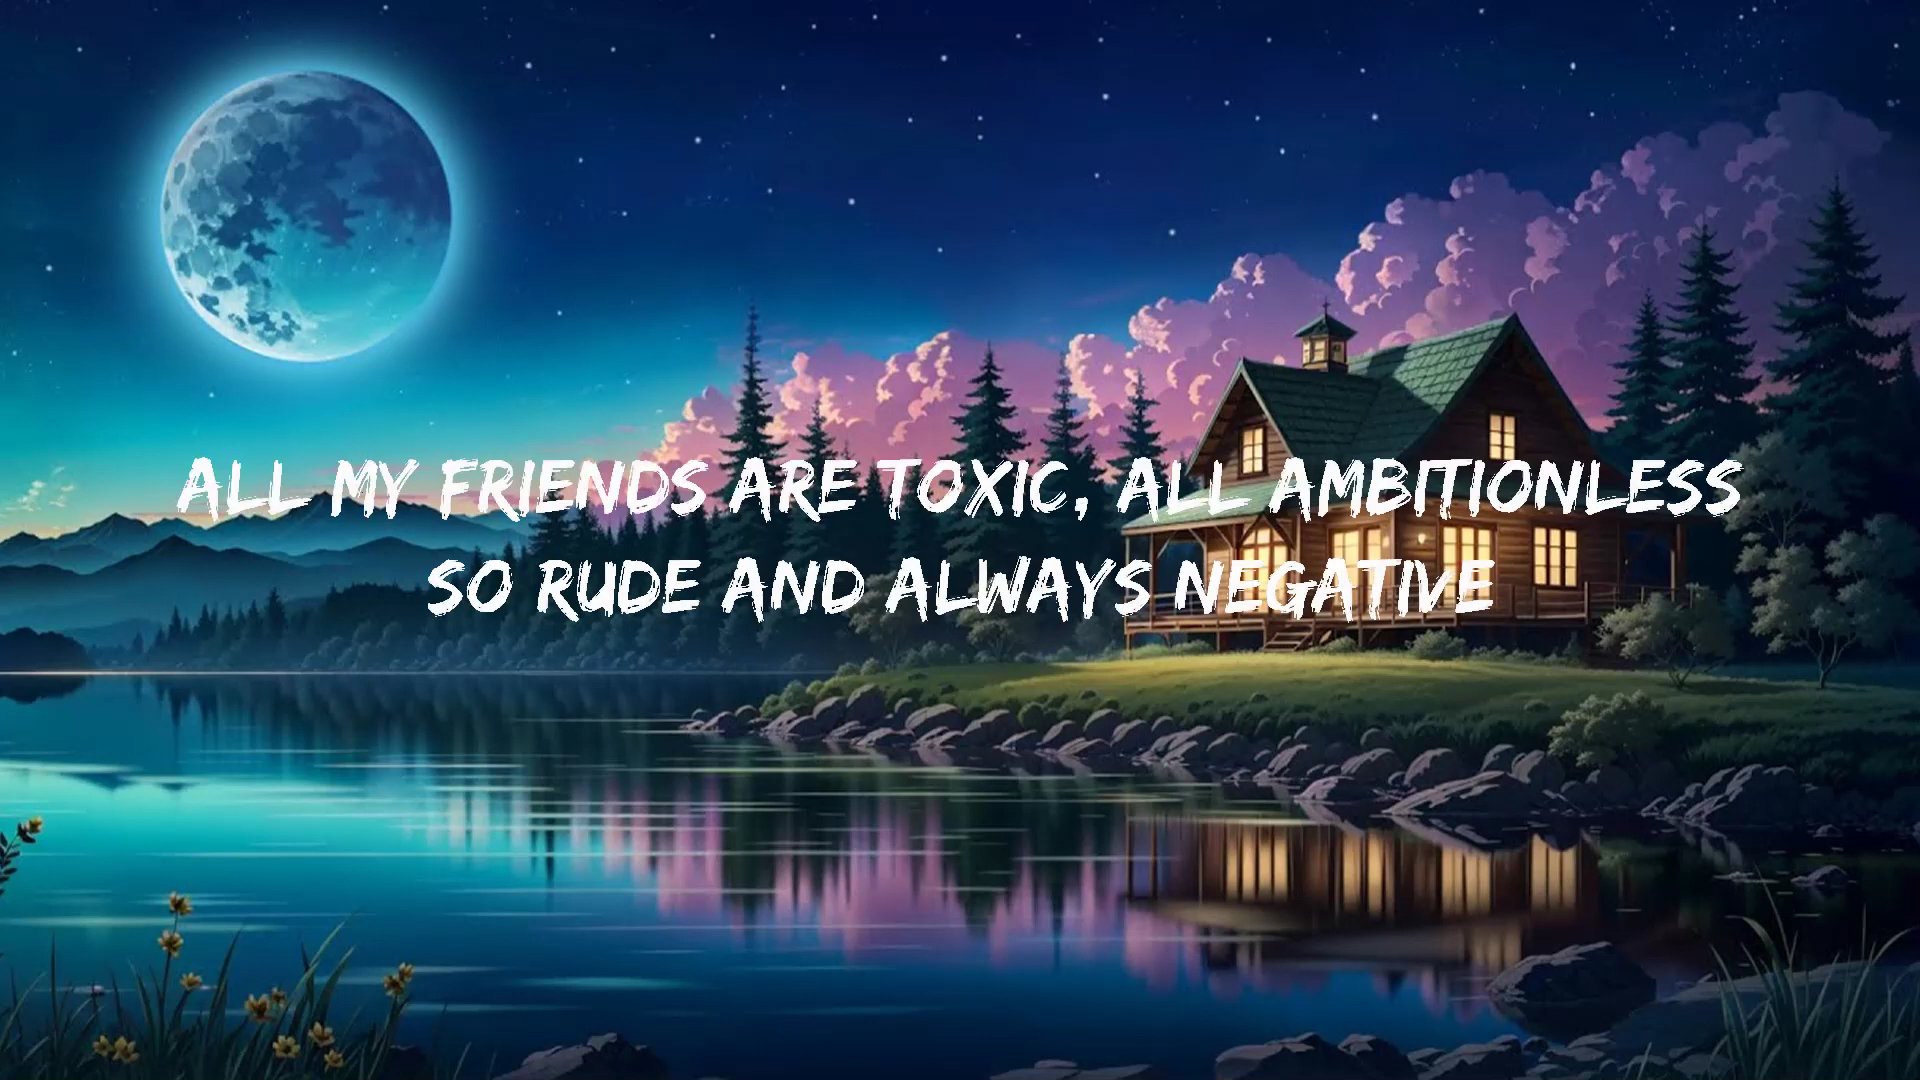 ALL MY FRIENDS ARE TOXIC, ALL AMBITIONLESS
SO RUDE AND ALWAYS NEGATIVE